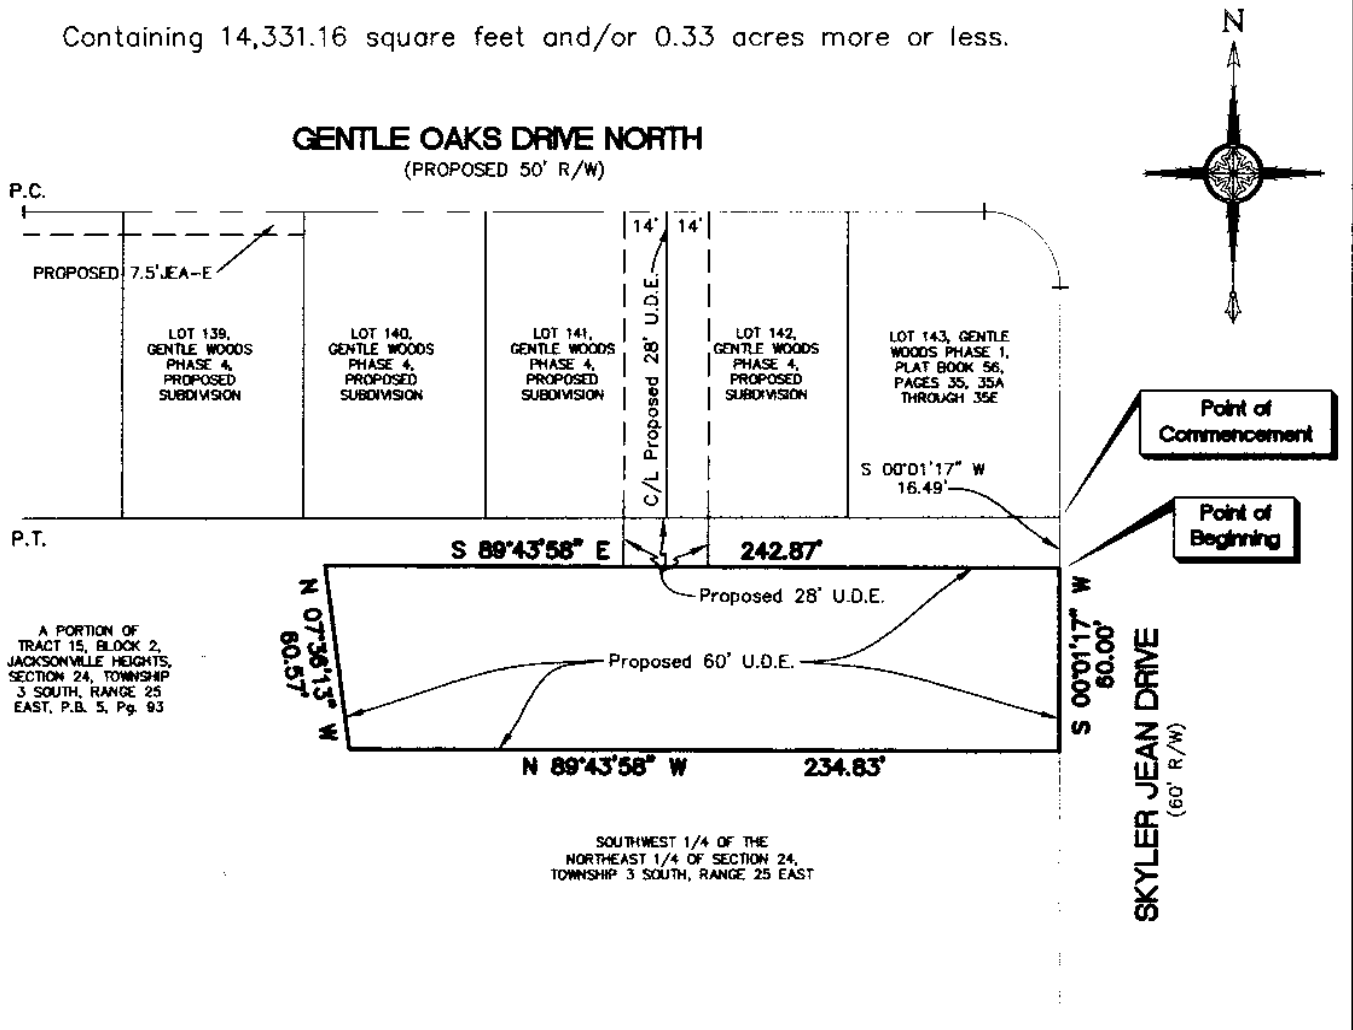 Containing 14,331.16 square feet and/or 0.33 acres more or less.
N
GENTLE OAKS DRIVE NORTH
(PROPOSED 50' R/W)
P.C.
14'
14'
PROPOSED 7.5'JEA-E
C/L Proposed 28' U.D.E.
LOT 139,
GENTLE WOODS
PHASE 4,
PROPOSED
SUBDIVISION
LOT 140,
GENTLE WOODS
PHASE 4,
PROPOSED
SUBDIVISION
LOT 141,
GENTLE WOODS
PHASE 4,
PROPOSED
SUBDIVISION
LOT 142,
GENTLE WOODS
PHASE 4,
PROPOSED
SUBDIVISION
LOT 143, GENTLE
WOODS PHASE 1,
PLAT BOOK 56,
PAGES 35, 35A
THROUGH 35E
Point of
Commencement
S 00°01'17" W
16.49'
Point of
Beginning
P.T.
S 89°43'58" E 242.87'
Proposed 28' U.D.E.
N 07°36'13" W
60.57'
A PORTION OF
TRACT 15, BLOCK 2,
JACKSONVILLE HEIGHTS,
SECTION 24, TOWNSHIP
3 SOUTH, RANGE 25
EAST, P.B. 5, Pg. 93
Proposed 60' U.D.E.
S 00°01'17" W
60.00'
SKYLER JEAN DRIVE
(60' R/W)
N 89°43'58" W 234.83'
SOUTHWEST 1/4 OF THE
NORTHEAST 1/4 OF SECTION 24,
TOWNSHIP 3 SOUTH, RANGE 25 EAST